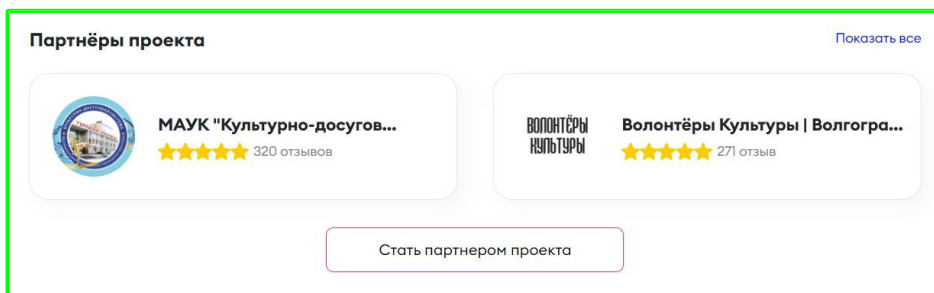 Партнёры проекта
Показать все
МАУК "Культурно-досугов...
320 отзывов
ВОЛОНТЁРЫ
КУЛЬТУРЫ
Волонтёры Культуры | Волгогра...
271 отзыв
Стать партнером проекта